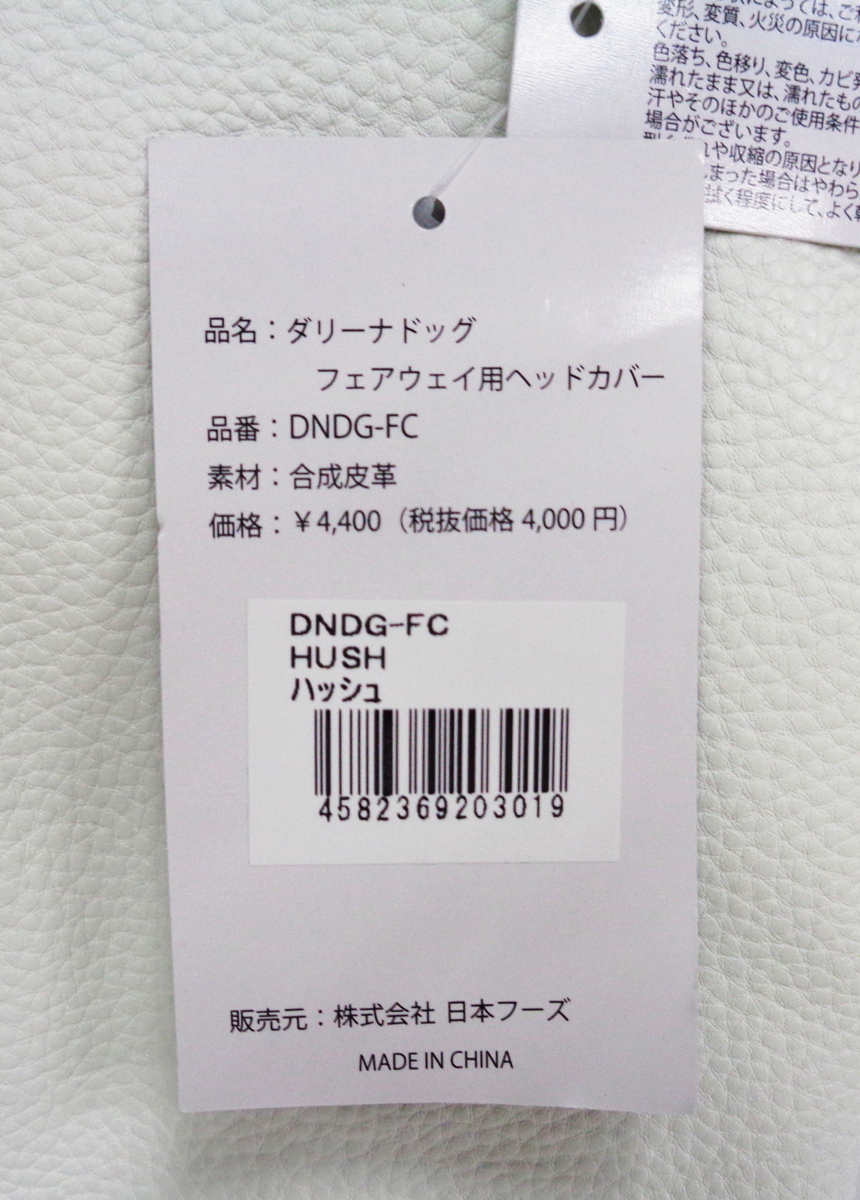 変形、変質、火災の原因に
ください。
色落ち、色移り、変色、カビ
濡れたまま又は、濡れたもの
汗やそのほかのご使用条件
場合がございます。
や収縮の原因となり
まった場合はやわら
拭く程度にして、よく
品名：ダリーナドッグ
フェアウェイ用ヘッドカバー
品番：DNDG-FC
素材：合成皮革
価格：￥4,400（税抜価格 4,000 円）
DNDG-FC
HUSH
ハッシュ
4582369203019
販売元：株式会社 日本フーズ
MADE IN CHINA